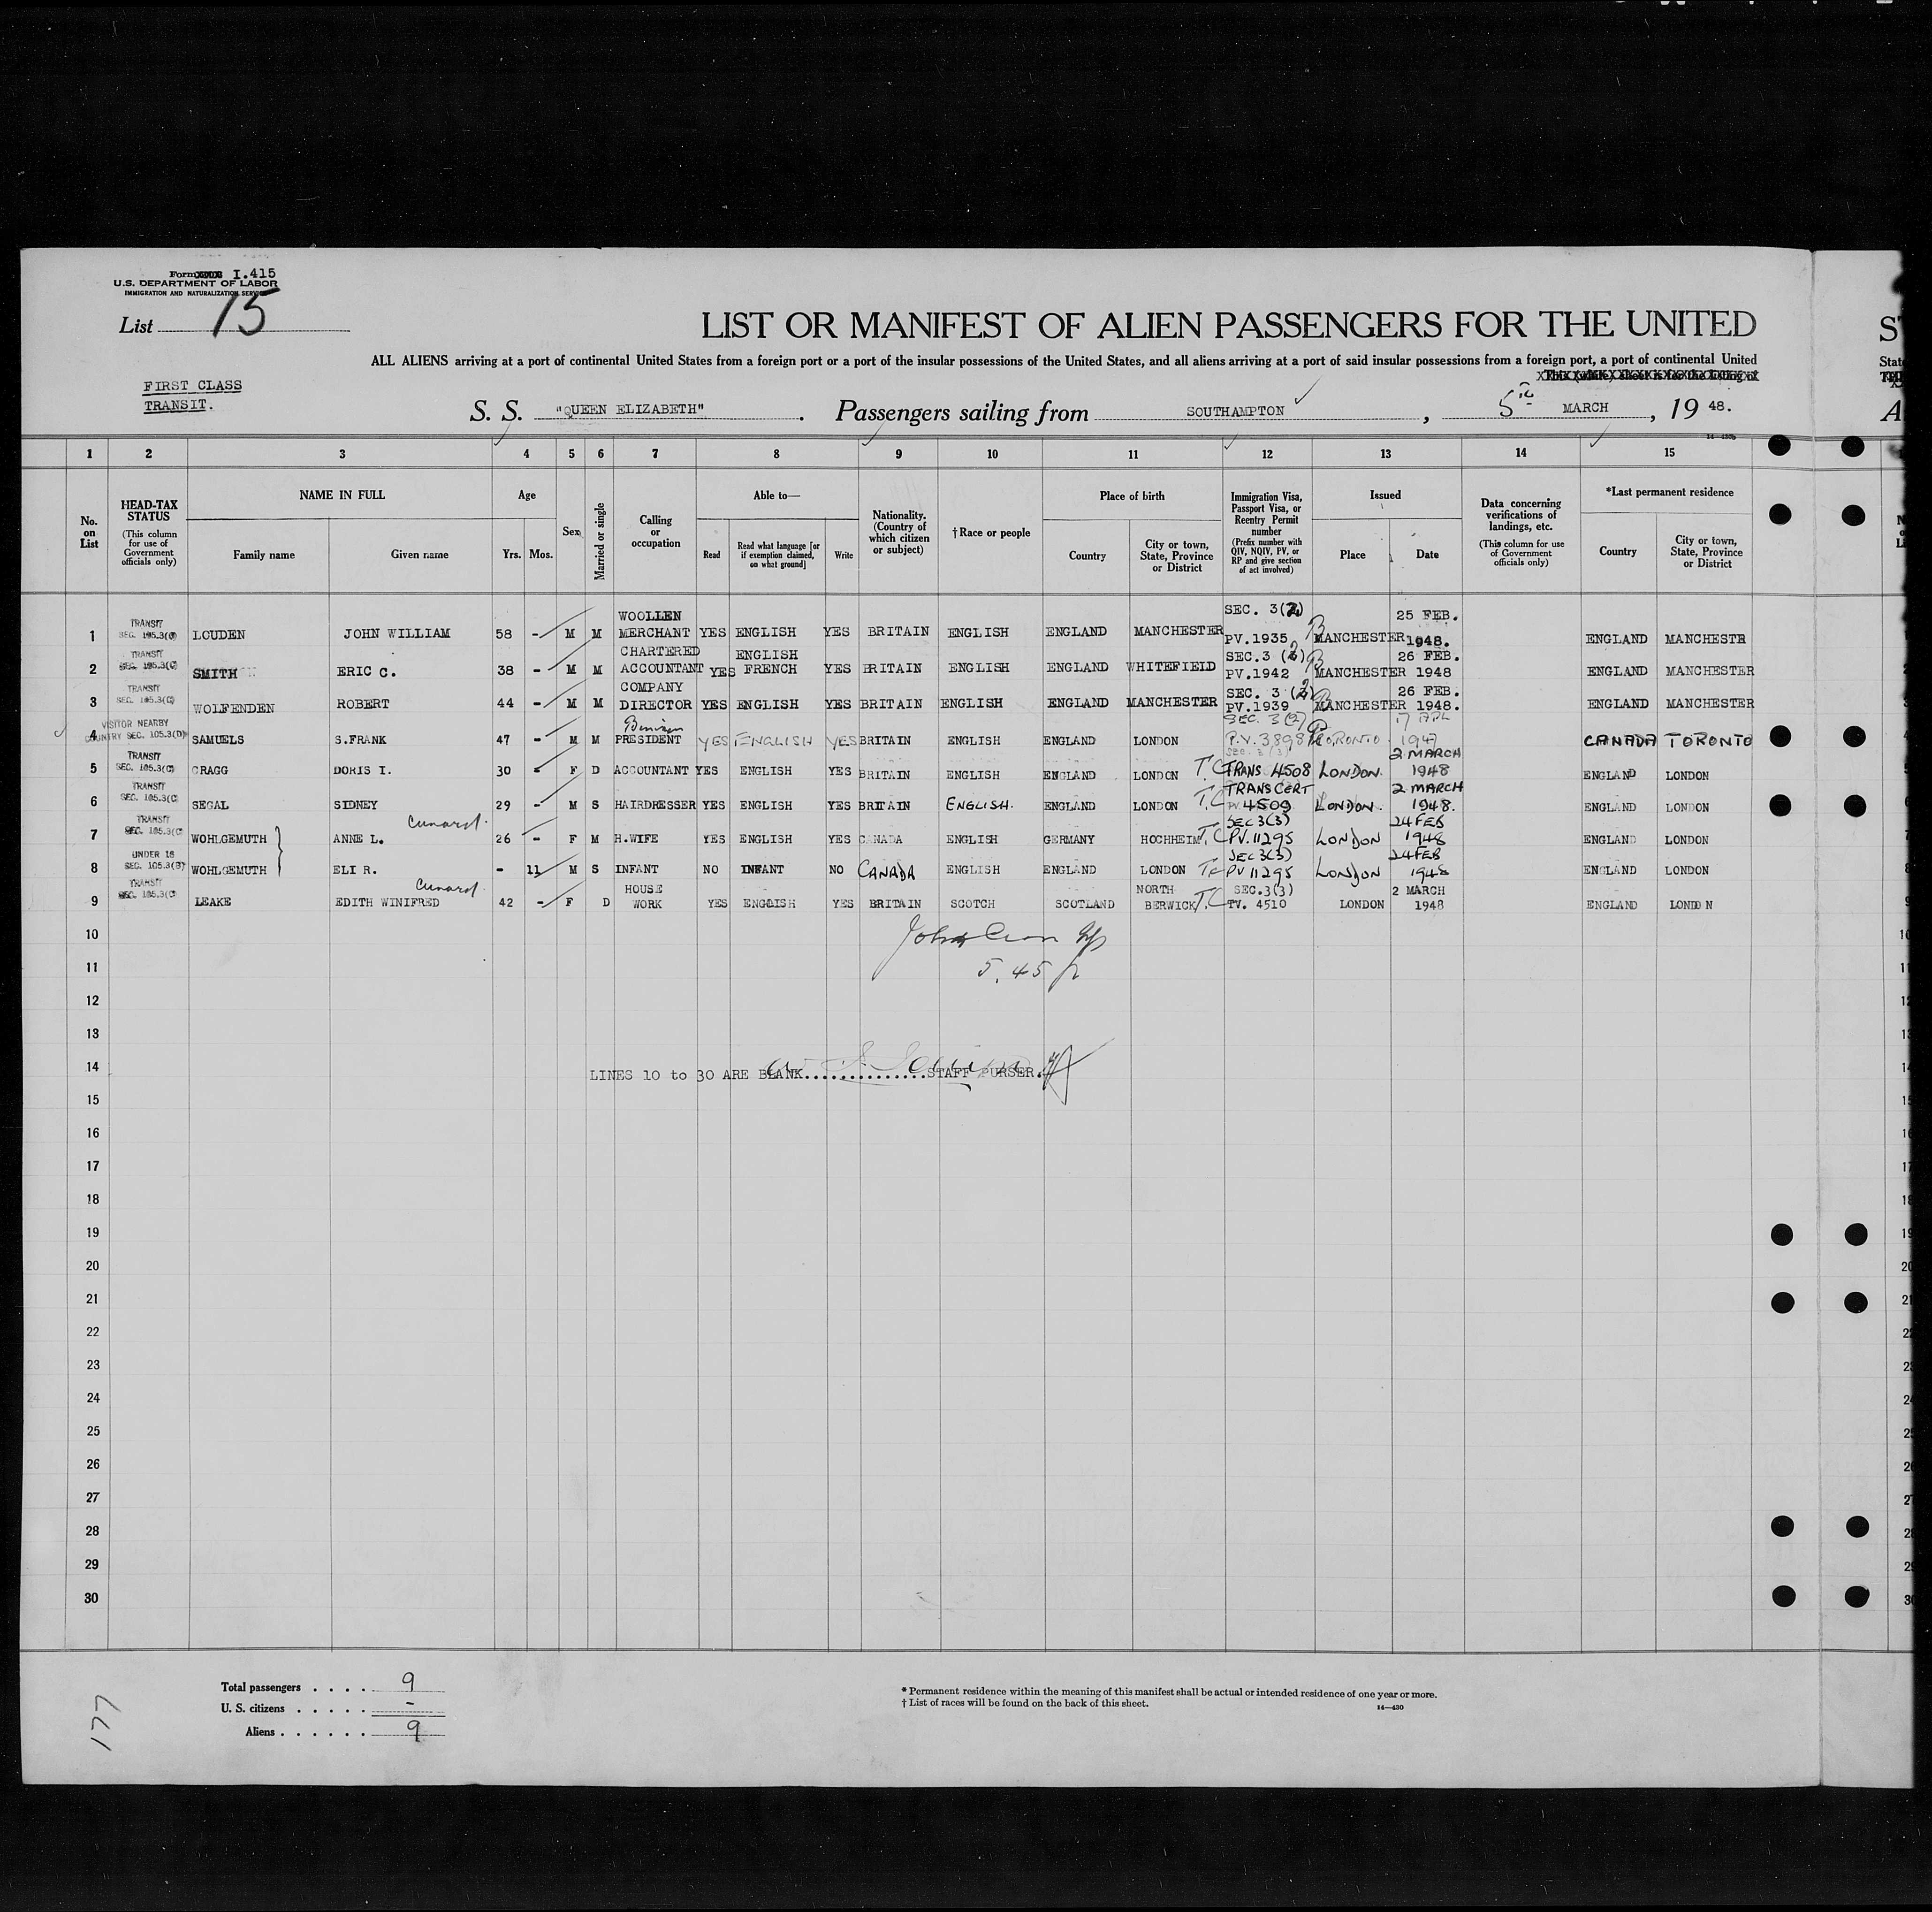 Form I.415
U.S. DEPARTMENT OF LABOR
IMMIGRATION AND NATURALIZATION SERVICE
List 15
LIST OR MANIFEST OF ALIEN PASSENGERS FOR THE UNITED
ALL ALIENS arriving at a port of continental United States from a foreign port or a port of the insular possessions of the United States, and all aliens arriving at a port of said insular possessions from a foreign port, a port of continental United
FIRST CLASS
TRANSIT.
S. S. "QUEEN ELIZABETH". Passengers sailing from SOUTHAMPTON, 5th MARCH, 19 48.
1 2 3 4 5 6 7 8 9 10 11 12 13 14 15
No. on List
HEAD-TAX STATUS (This column for use of Government officials only)
NAME IN FULL Family name Given name
Age Yrs. Mos.
Sex
Married or single
Calling or occupation
Able to— Read Read what language [or if exemption claimed, on what ground] Write
Nationality. (Country of which citizen or subject)
†Race or people
Place of birth Country City or town, State, Province or District
Immigration Visa, Passport Visa, or Reentry Permit number (Prefix number with QIV, NQIV, PV, or RP and give section of act involved)
Issued Place Date
Data concerning verifications of landings, etc. (This column for use of Government officials only)
*Last permanent residence Country City or town, State, Province or District
1 TRANSIT SEC. 105.3(C) LOUDEN JOHN WILLIAM 58 - M M WOOLLEN MERCHANT YES ENGLISH YES BRITAIN ENGLISH ENGLAND MANCHESTER SEC. 3(2) PV.1935 MANCHESTER 25 FEB. 1948. ENGLAND MANCHESTR
2 TRANSIT SEC. 105.3(C) SMITH ERIC C. 38 - M M CHARTERED ACCOUNTANT YES ENGLISH FRENCH YES BRITAIN ENGLISH ENGLAND WHITEFIELD SEC.3 (2) PV.1942 MANCHESTER 26 FEB. 1948 ENGLAND MANCHESTER
3 TRANSIT SEC. 105.3(C) WOLFENDEN ROBERT 44 - M M COMPANY DIRECTOR YES ENGLISH YES BRITAIN ENGLISH ENGLAND MANCHESTER SEC. 3 (2) PV.1939 MANCHESTER 26 FEB. 1948. ENGLAND MANCHESTER
4 VISITOR NEARBY COUNTRY SEC. 105.3(D) SAMUELS S.FRANK 47 - M M PRESIDENT YES ENGLISH YES BRITAIN ENGLISH ENGLAND LONDON SEC. 3(2) P.V. 3898 TORONTO 17 APL 1947 CANADA TORONTO
5 TRANSIT SEC. 105.3(C) CRAGG DORIS I. 30 - F D ACCOUNTANT YES ENGLISH YES BRITAIN ENGLISH ENGLAND LONDON T.C SEC. 3 (3) TRANS 4508 LONDON. 2 MARCH 1948 ENGLAND LONDON
6 TRANSIT SEC. 105.3(C) SEGAL SIDNEY 29 - M S HAIRDRESSER YES ENGLISH YES BRITAIN ENGLISH. ENGLAND LONDON T.C TRANS CERT PV. 4509 LONDON. 2 MARCH 1948. ENGLAND LONDON
7 TRANSIT SEC. 105.3(C) WOHLGEMUTH ANNE L. Cunard. 26 - F M H.WIFE YES ENGLISH YES CANADA ENGLISH GERMANY HOCHHEIM T.C SEC 3(3) PV. 11295 LONDON 24 FEB 1948 ENGLAND LONDON
8 UNDER 16 SEC. 105.3(B) WOHLGEMUTH ELI R. - 11 M S INFANT NO INFANT NO CANADA ENGLISH ENGLAND LONDON TC SEC 3(3) PV 11295 LONDON 24 FEB 1948 ENGLAND LONDON
9 TRANSIT SEC. 105.3(C) LEAKE EDITH WINIFRED Cunard. 42 - F D HOUSE WORK YES ENGLISH YES BRITAIN SCOTCH SCOTLAND NORTH BERWICK T.C SEC.3(3) TV. 4510 LONDON 2 MARCH 1948 ENGLAND LONDON
10
11 5.45 p
12
13
14 LINES 10 to 30 ARE BLANK...............STAFF PURSER.
15
16
17
18
19
20
21
22
23
24
25
26
27
28
29
30
Total passengers . . . . 9
U. S. citizens . . . . . -
Aliens . . . . . . 9
* Permanent residence within the meaning of this manifest shall be actual or intended residence of one year or more.
† List of races will be found on the back of this sheet.
14—430
177